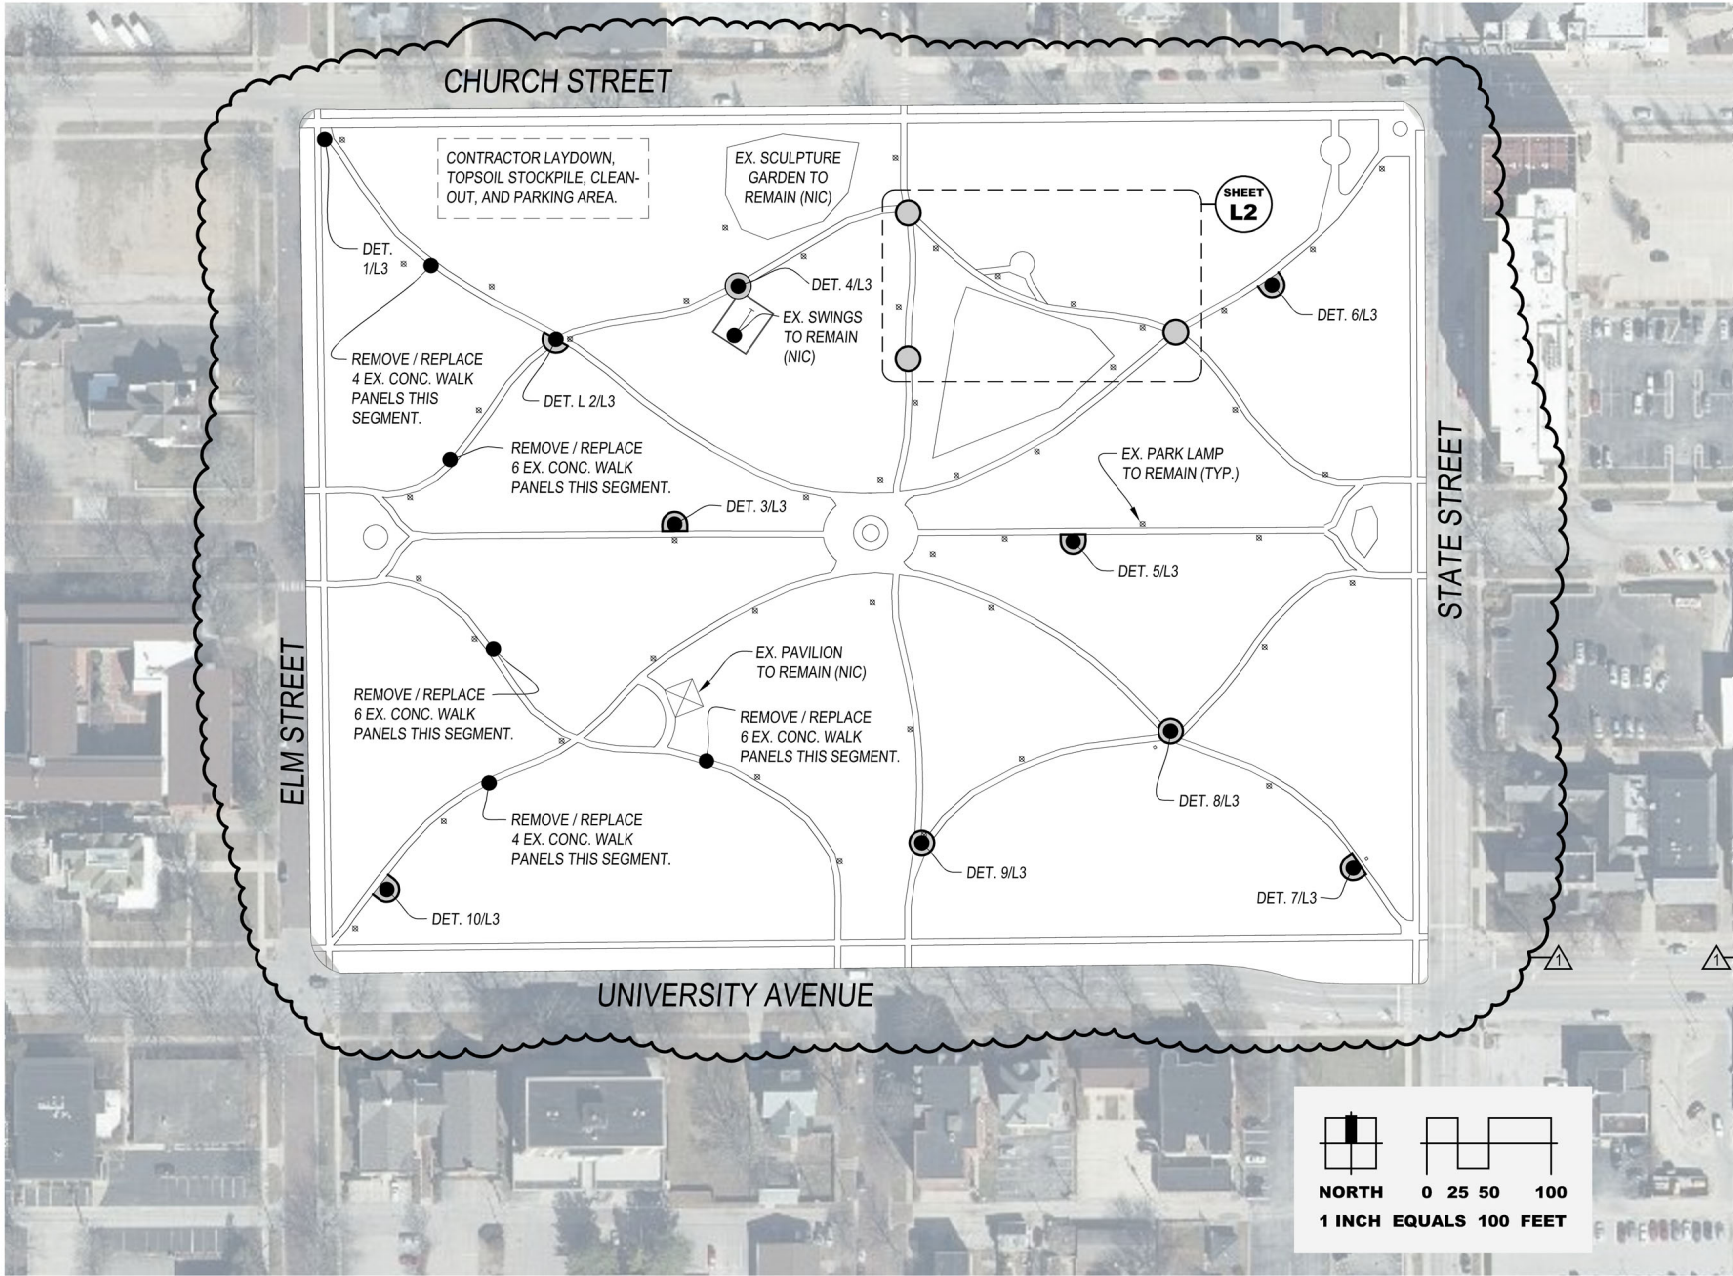 CHURCH STREET
CONTRACTOR LAYDOWN,
TOPSOIL STOCKPILE, CLEAN-
OUT, AND PARKING AREA.
EX. SCULPTURE
GARDEN TO
REMAIN (NIC)
SHEET
L2
DET.
1/L3
DET. 4/L3
EX. SWINGS
TO REMAIN
(NIC)
DET. 6/L3
REMOVE / REPLACE
4 EX. CONC. WALK
PANELS THIS
SEGMENT.
DET. L 2/L3
REMOVE / REPLACE
6 EX. CONC. WALK
PANELS THIS SEGMENT.
EX. PARK LAMP
TO REMAIN (TYP.)
DET. 3/L3
STATE STREET
DET. 5/L3
ELM STREET
EX. PAVILION
TO REMAIN (NIC)
REMOVE / REPLACE
6 EX. CONC. WALK
PANELS THIS SEGMENT.
REMOVE / REPLACE
6 EX. CONC. WALK
PANELS THIS SEGMENT.
DET. 8/L3
REMOVE / REPLACE
4 EX. CONC. WALK
PANELS THIS SEGMENT.
DET. 9/L3
DET. 7/L3
DET. 10/L3
1
1
UNIVERSITY AVENUE
NORTH 0 25 50 100
1 INCH EQUALS 100 FEET